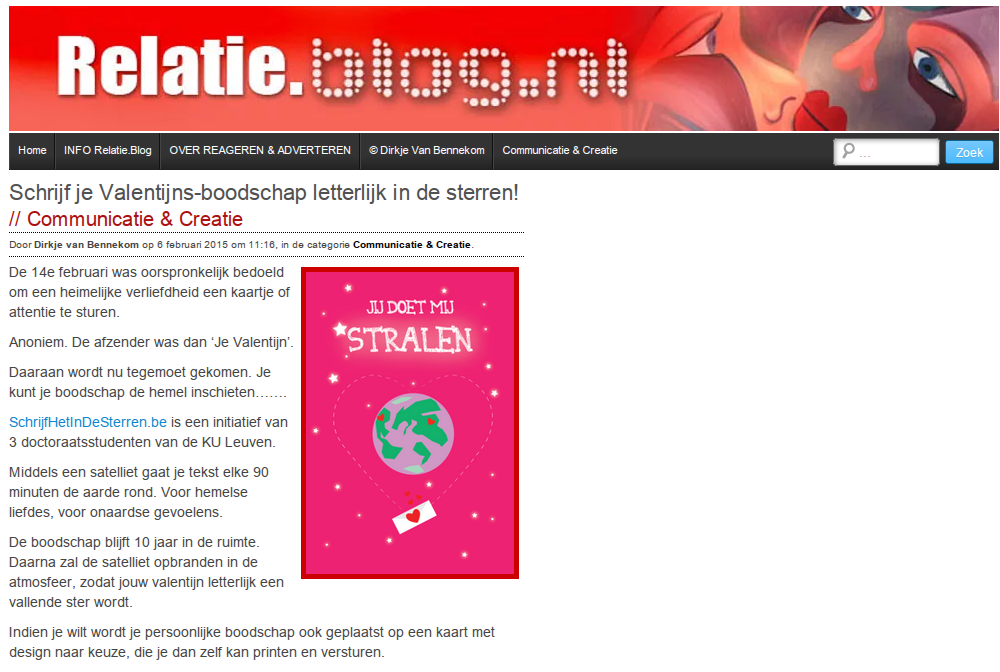 Relatie.blog.nl
Home
INFO Relatie.Blog
OVER REAGEREN & ADVERTEREN
© Dirkje Van Bennekom
Communicatie & Creatie
...
Zoek
Schrijf je Valentijns-boodschap letterlijk in de sterren!
// Communicatie & Creatie
Door Dirkje van Bennekom op 6 februari 2015 om 11:16, in de categorie Communicatie & Creatie.
De 14e februari was oorspronkelijk bedoeld
om een heimelijke verliefdheid een kaartje of
attentie te sturen.
Anoniem. De afzender was dan ‘Je Valentijn’.
Daaraan wordt nu tegemoet gekomen. Je
kunt je boodschap de hemel inschieten…….
SchrijfHetInDeSterren.be is een initiatief van
3 doctoraatsstudenten van de KU Leuven.
Middels een satelliet gaat je tekst elke 90
minuten de aarde rond. Voor hemelse
liefdes, voor onaardse gevoelens.
De boodschap blijft 10 jaar in de ruimte.
Daarna zal de satelliet opbranden in de
atmosfeer, zodat jouw valentijn letterlijk een
vallende ster wordt.
JIJ DOET MIJ
STRALEN
Indien je wilt wordt je persoonlijke boodschap ook geplaatst op een kaart met
design naar keuze, die je dan zelf kan printen en versturen.